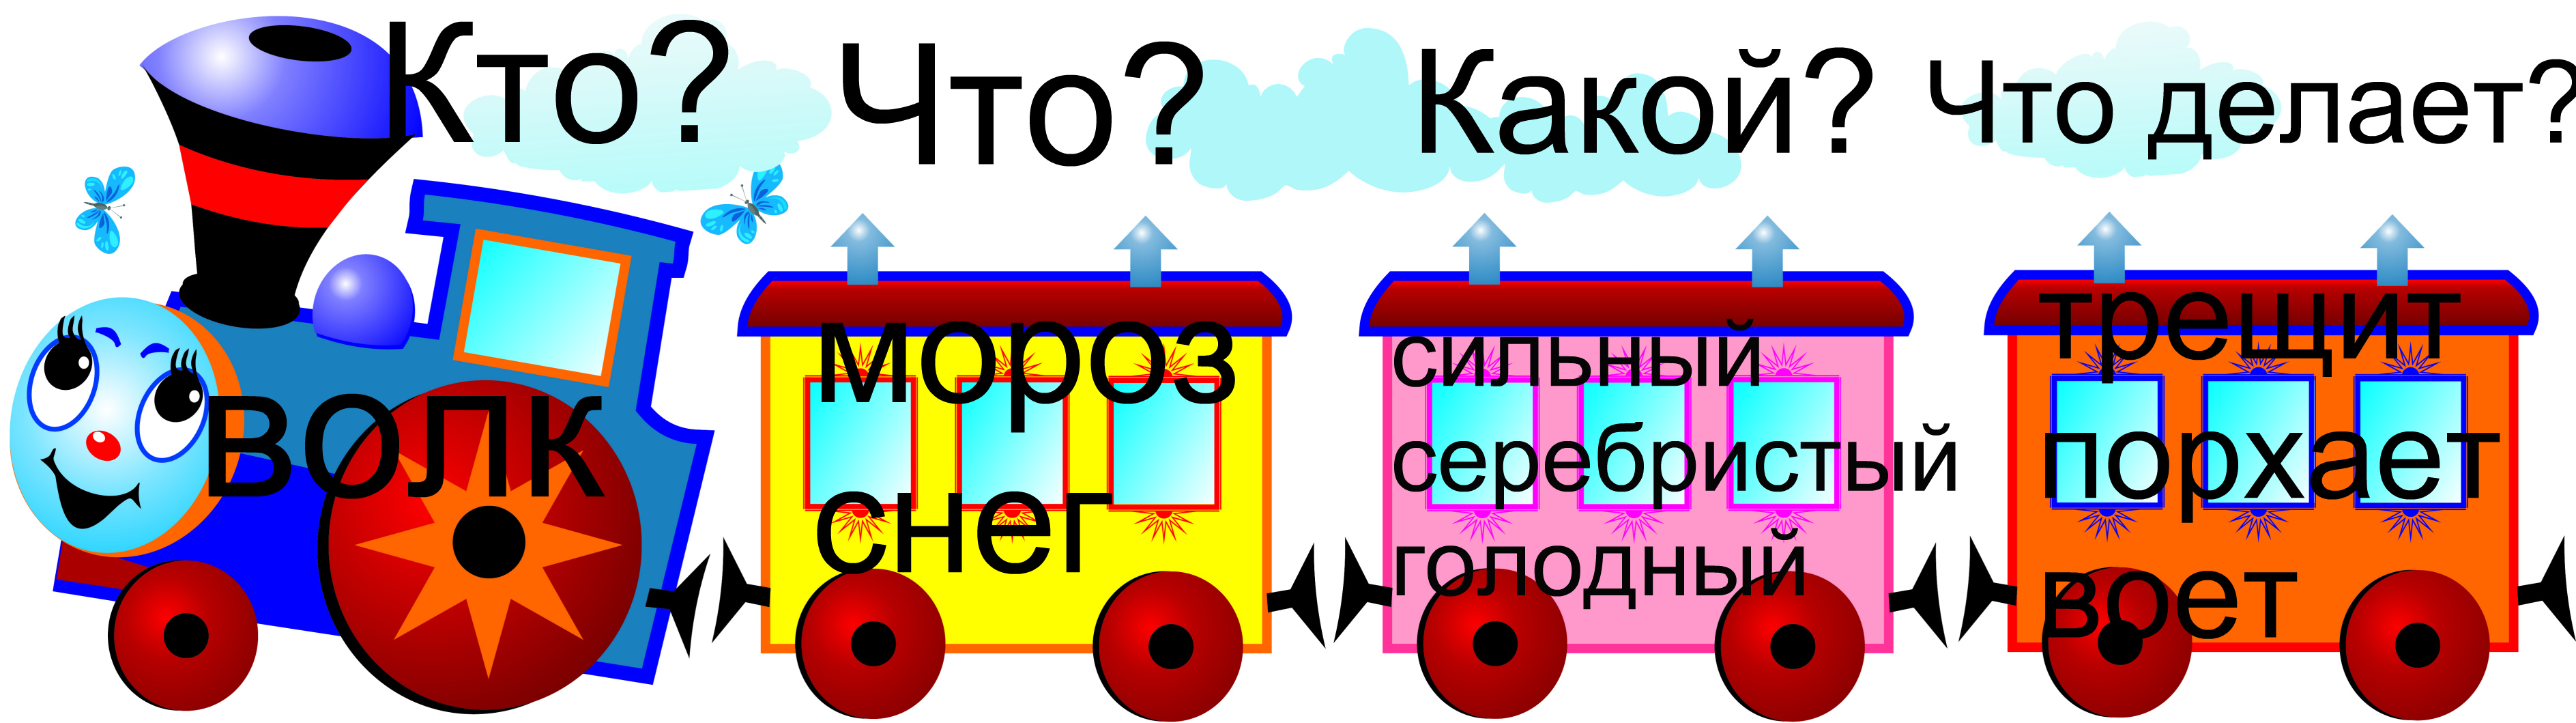 Кто?
Что?
Какой?
Что делает?
волк
мороз
снег
сильный
серебристый
голодный
трещит
порхает
воет